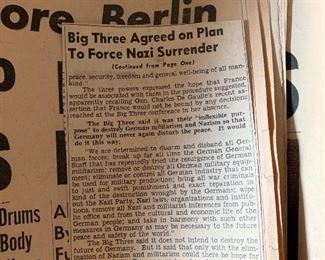 ore, Berlin
Big Three Agreed on Plan
To Force Nazi Surrender
(Continued from Page One)
peace, security, freedom and general well-being of all man-
kind."
The three powers expressed the hope that France
would be associated with them in the procedure suggested,
apparently recalling Gen. Charles De Gaulle's recent as-
sertion that France would not be bound by any decisions
reached at the Big Three conference in her absence.
The Big Three said it was their "inflexible pur-
pose" to destroy German militarism and Nazism so that
Germany will never again disturb the peace. It would
do it this way:
"We are determined to disarm and disband all Ger-
man forces; break up for all time the German General
Staff that has repeatedly tried the resurgence of German
militarism; remove or destroy all German military equip-
ment; eliminate or control all German industry that can
be used for military production; bring all war criminals
to just and swift punishment and exact reparation in
kind of the destruction wrought by the Germans; wipe
out the Nazi Party, Nazi laws, organizations and institu-
tions, remove all Nazi and militarist inferences from public
office and from the cultural and economic life of the
German people; and take in harmony with such other
measures in Germany as may be necessary to the future
peace and safety of the world."
The Big Three said it does not intend to destroy the
future of Germany. But it said that only with the elim-
ination of Nazism and militarism could there be hope for
Drums
Body